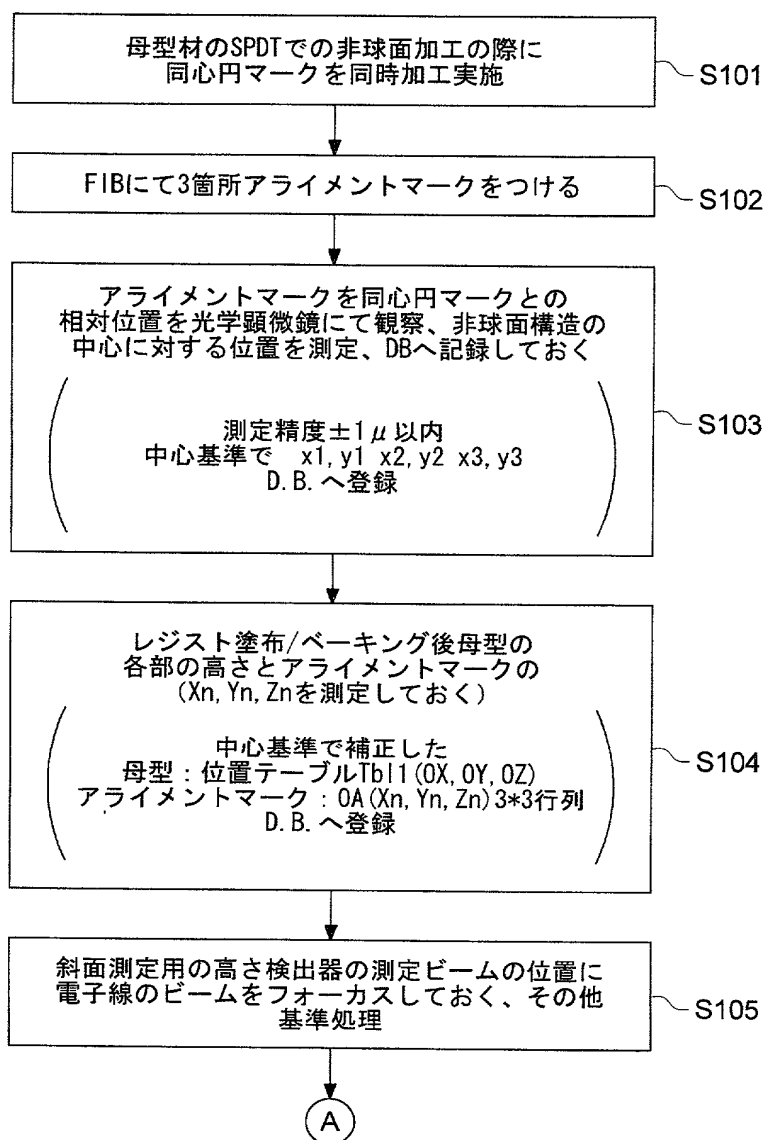 母型材のSPDTでの非球面加工の際に
同心円マークを同時加工実施
S101
FIBにて3箇所アライメントマークをつける
S102
アライメントマークを同心円マークとの
相対位置を光学顕微鏡にて観察、非球面構造の
中心に対する位置を測定、DBへ記録しておく
測定精度±1μ以内
中心基準で x1,y1 x2,y2 x3,y3
D.B.へ登録
S103
レジスト塗布/ベーキング後母型の
各部の高さとアライメントマークの
(Xn,Yn,Znを測定しておく)
中心基準で補正した
母型:位置テーブルTbl1(OX,OY,OZ)
アライメントマーク:OA(Xn,Yn,Zn)3*3行列
D.B.へ登録
S104
斜面測定用の高さ検出器の測定ビームの位置に
電子線のビームをフォーカスしておく、その他
基準処理
S105
A